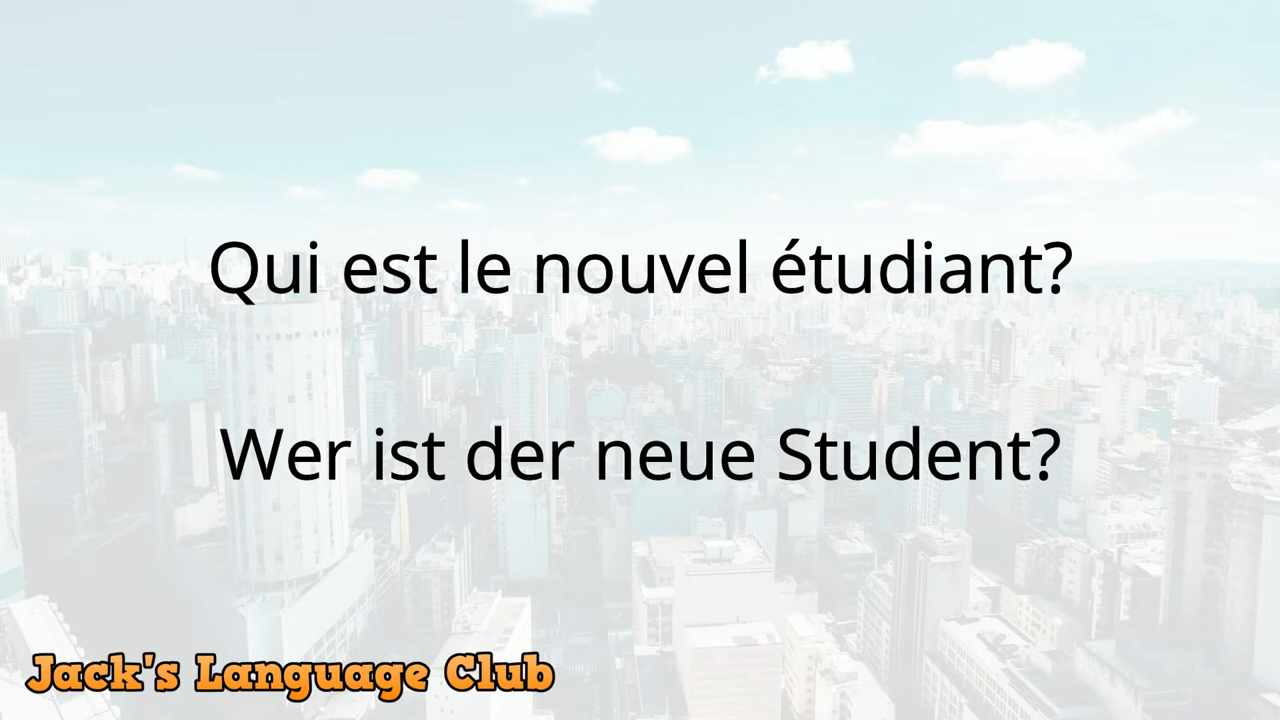 Qui est le nouvel étudiant?
Wer ist der neue Student?
Jack's Language Club